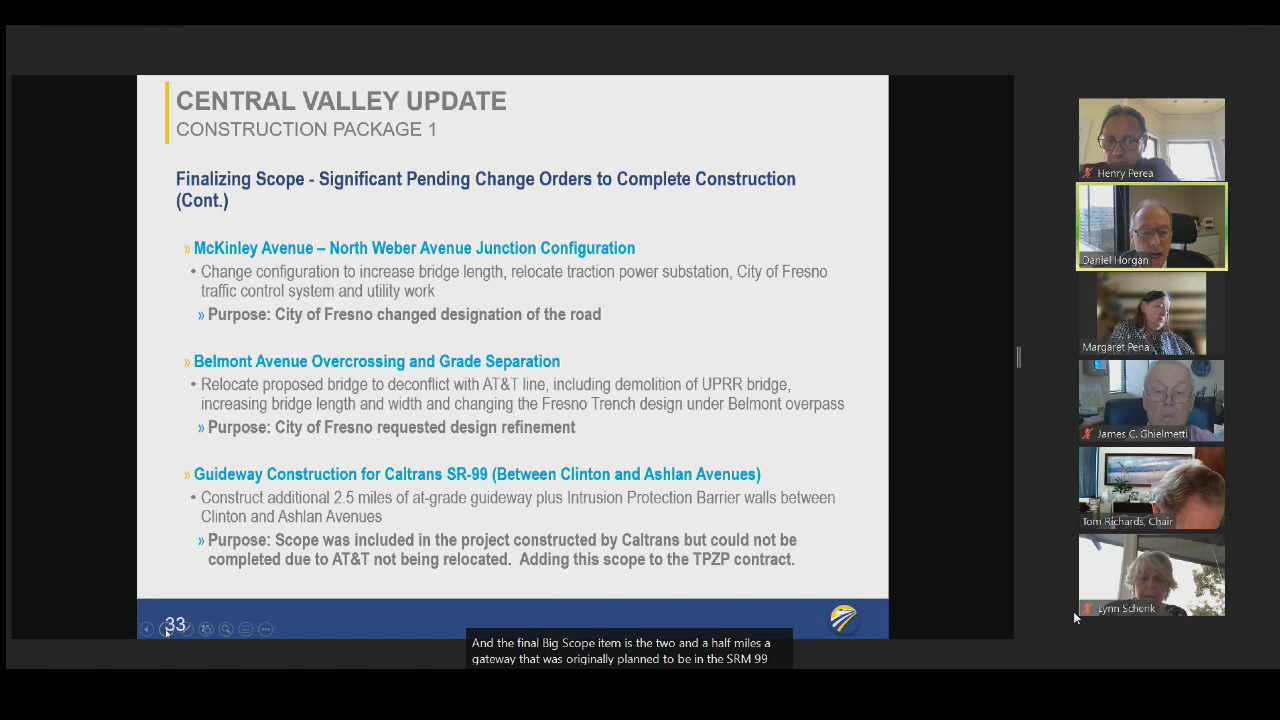 CENTRAL VALLEY UPDATE
CONSTRUCTION PACKAGE 1
Finalizing Scope - Significant Pending Change Orders to Complete Construction
(Cont.)
» McKinley Avenue – North Weber Avenue Junction Configuration
• Change configuration to increase bridge length, relocate traction power substation, City of Fresno
traffic control system and utility work
» Purpose: City of Fresno changed designation of the road
» Belmont Avenue Overcrossing and Grade Separation
• Relocate proposed bridge to deconflict with AT&T line, including demolition of UPRR bridge,
increasing bridge length and width and changing the Fresno Trench design under Belmont overpass
» Purpose: City of Fresno requested design refinement
» Guideway Construction for Caltrans SR-99 (Between Clinton and Ashlan Avenues)
• Construct additional 2.5 miles of at-grade guideway plus Intrusion Protection Barrier walls between
Clinton and Ashlan Avenues
» Purpose: Scope was included in the project constructed by Caltrans but could not be
completed due to AT&T not being relocated. Adding this scope to the TPZP contract.
33
And the final Big Scope item is the two and a half miles a
gateway that was originally planned to be in the SRM 99
Henry Perea
Daniel Horgan
Margaret Pena
James C. Ghielmetti
Tom Richards, Chair
Lynn Schenk